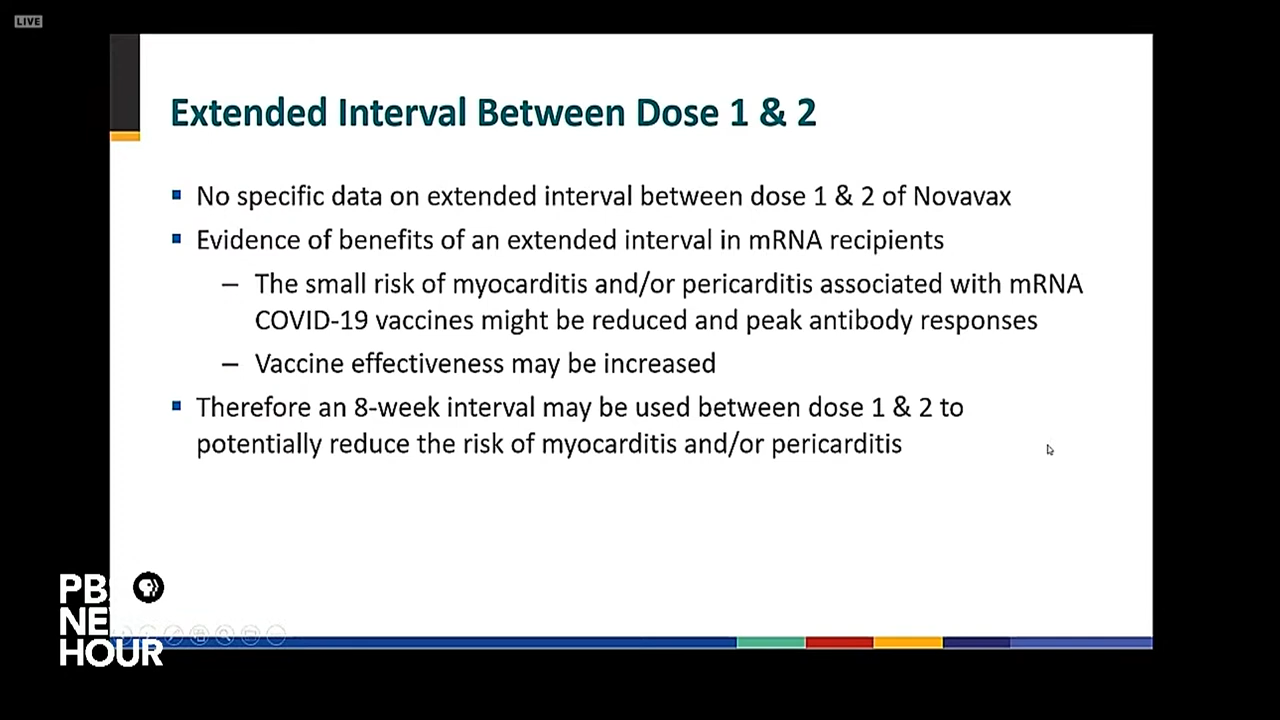 LIVE
Extended Interval Between Dose 1 & 2
▪ No specific data on extended interval between dose 1 & 2 of Novavax
▪ Evidence of benefits of an extended interval in mRNA recipients
– The small risk of myocarditis and/or pericarditis associated with mRNA
COVID-19 vaccines might be reduced and peak antibody responses
– Vaccine effectiveness may be increased
▪ Therefore an 8-week interval may be used between dose 1 & 2 to
potentially reduce the risk of myocarditis and/or pericarditis
PB
NE
HOUR